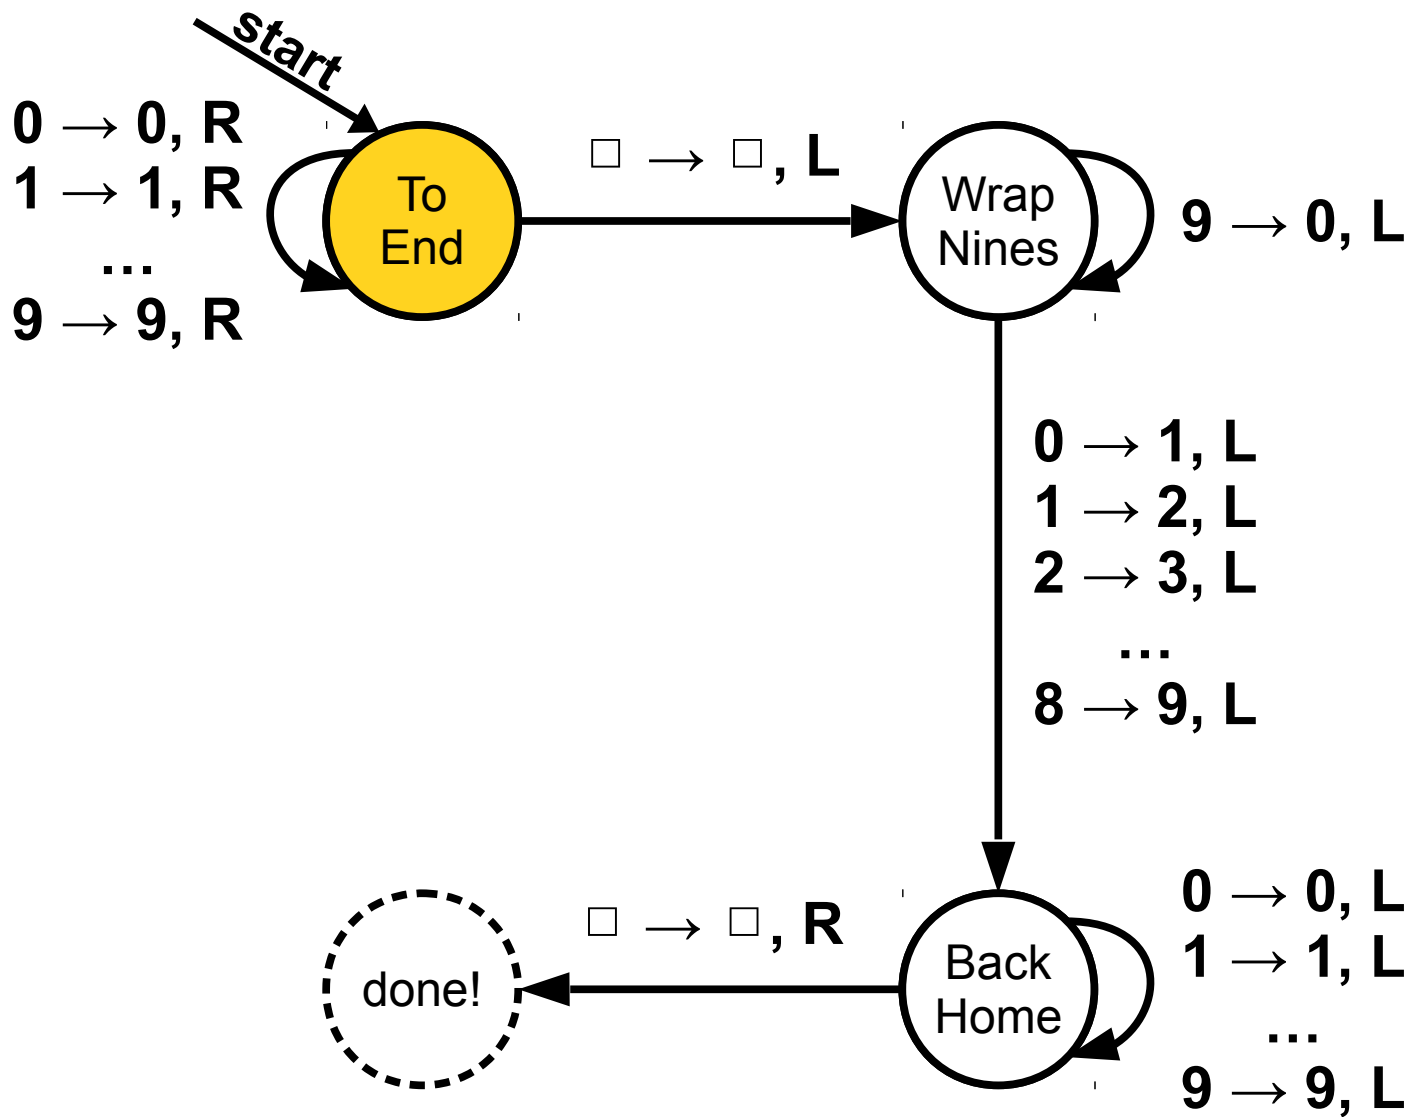 start
0 → 0, R
1 → 1, R
...
9 → 9, R
To
End
□ → □, L
Wrap
Nines
9 → 0, L
0 → 1, L
1 → 2, L
2 → 3, L
...
8 → 9, L
done!
□ → □, R
Back
Home
0 → 0, L
1 → 1, L
...
9 → 9, L